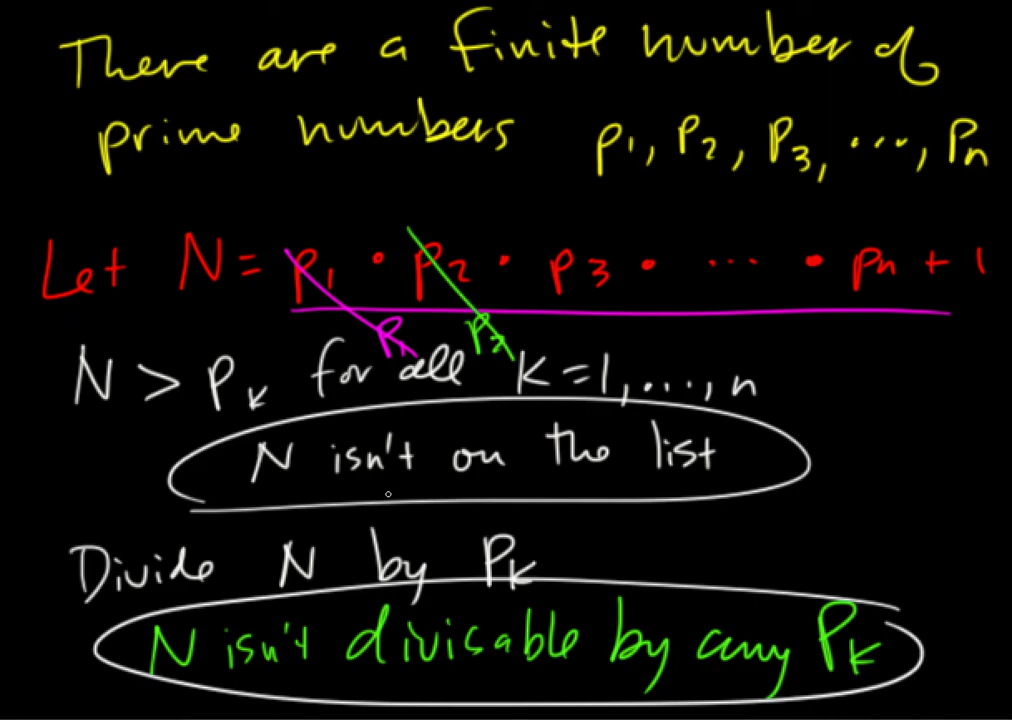 There are a finite number of
prime numbers p1, p2, p3, ..., pn
Let N = p1 · p2 · p3 · ... · pn + 1
p1 p2
N > pk for all k = 1, ..., n
N isn't on the list
Divide N by pk
N isn't divisable by any pk